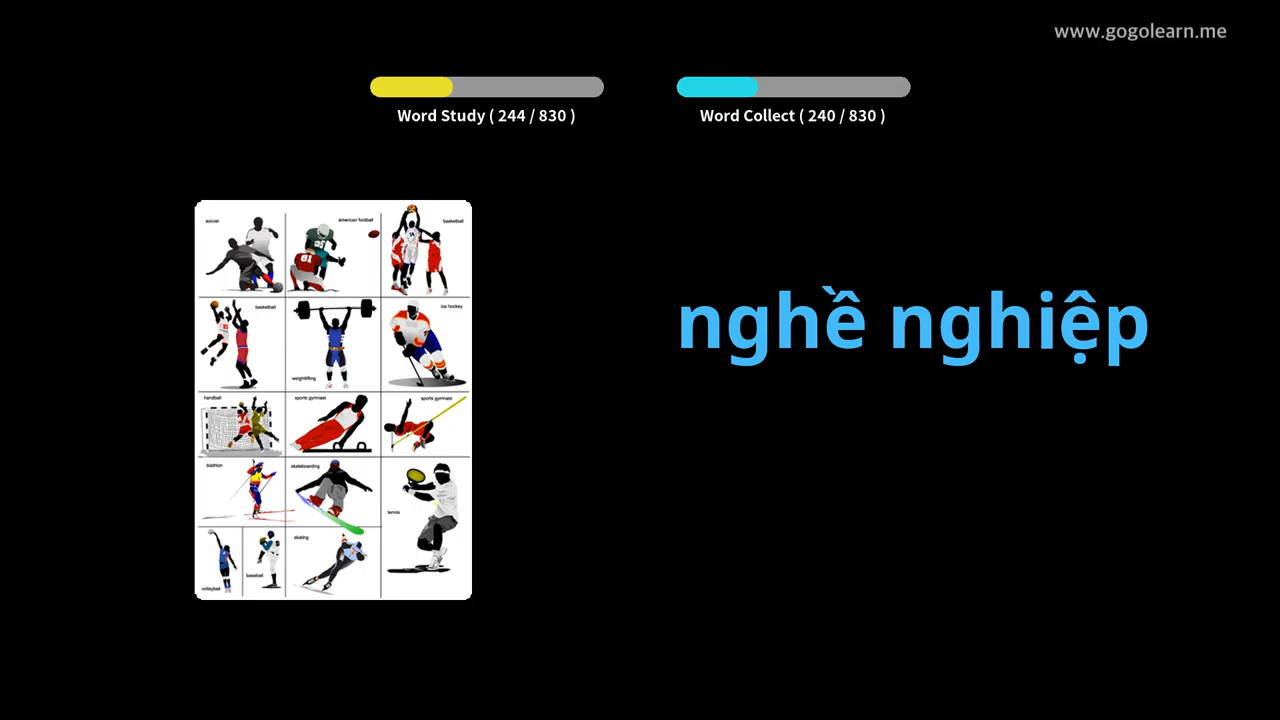 www.gogolearn.me
Word Study ( 244 / 830 )
Word Collect ( 240 / 830 )
soccer
american football
basketball
basketball
weightlifting
ice hockey
handball
sports gymnast
sports gymnast
biathlon
skateboarding
tennis
volleyball
baseball
skating
nghề nghiệp